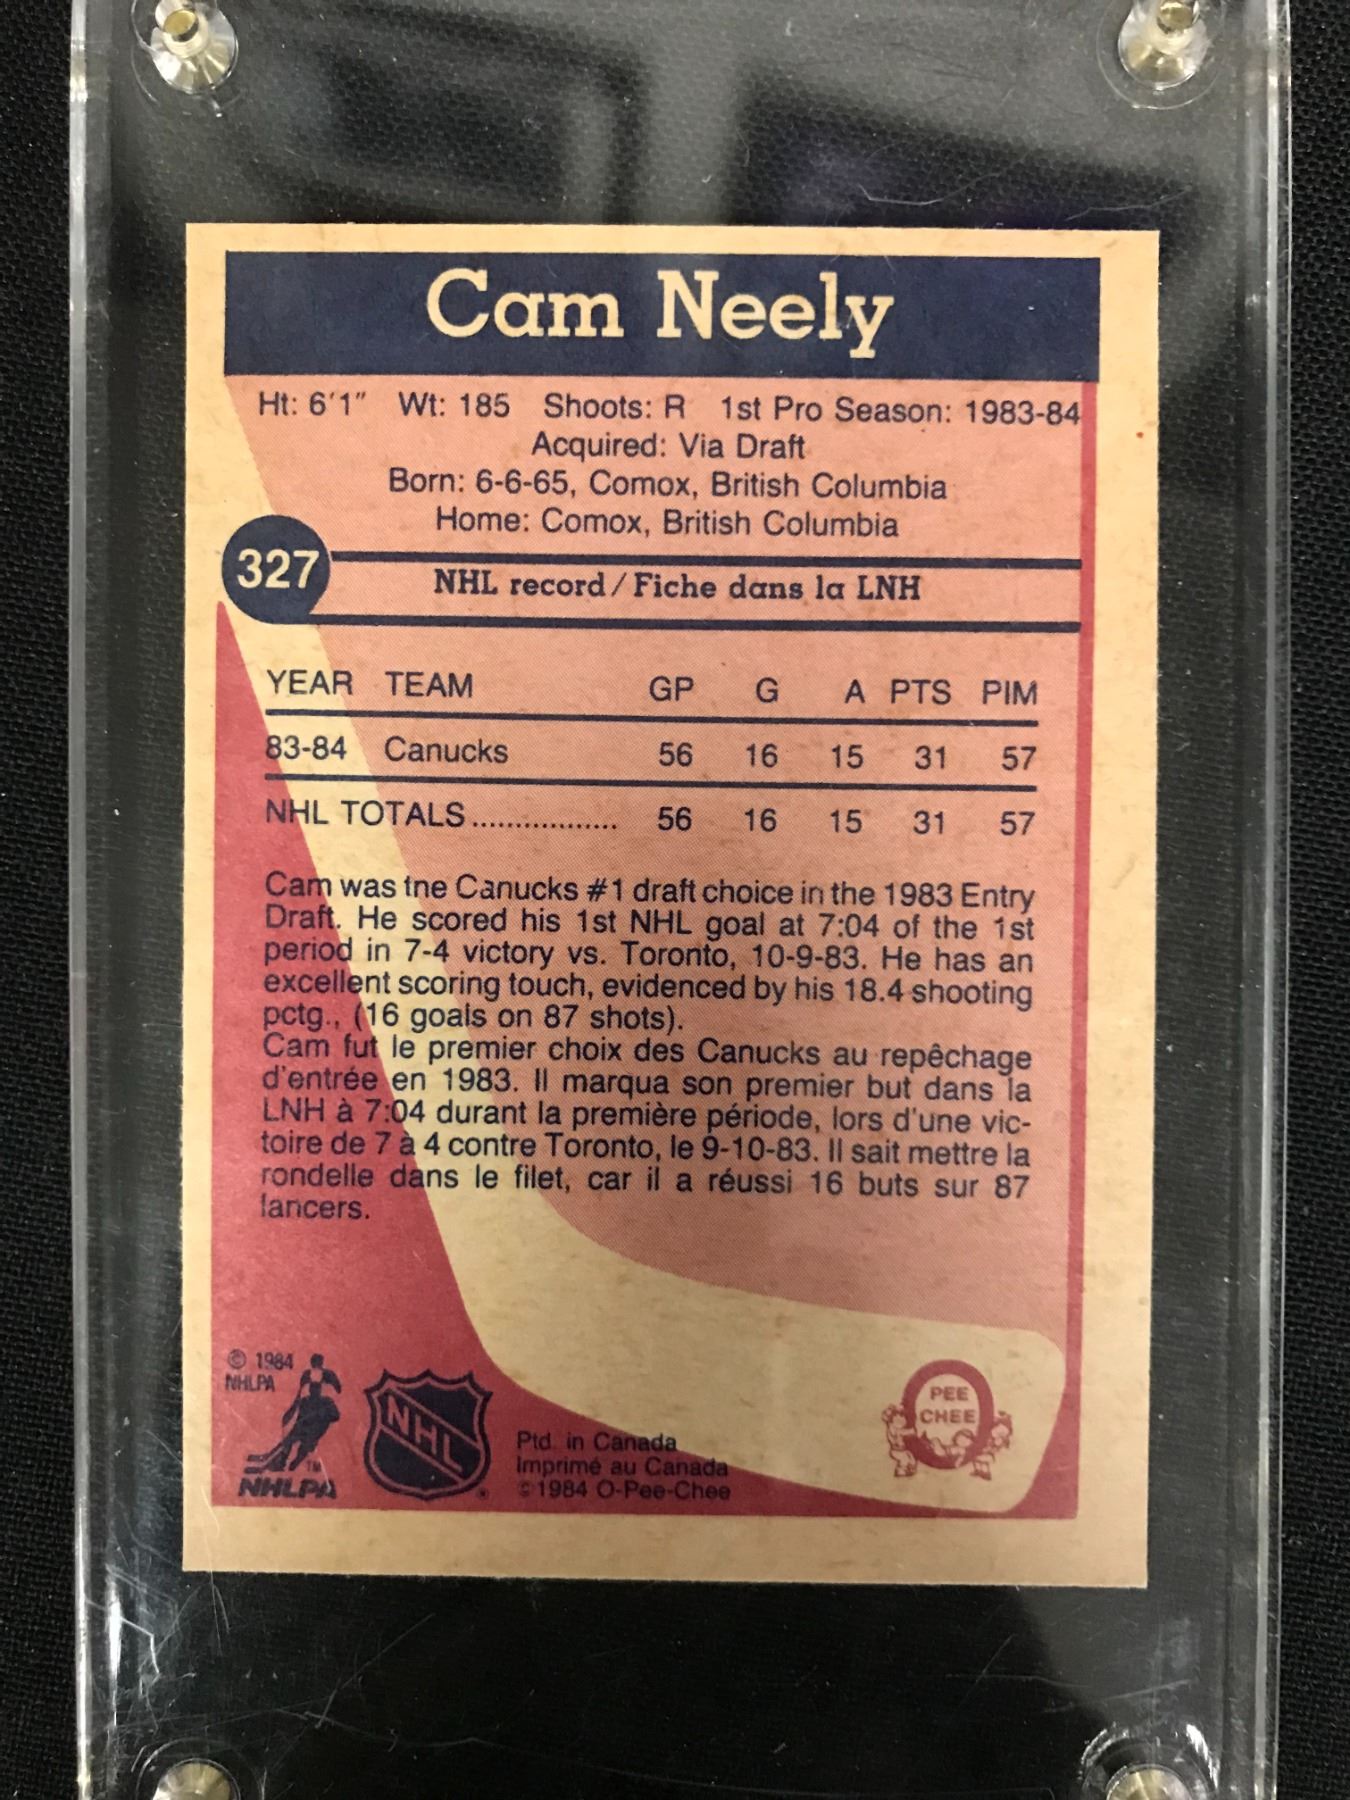 Cam Neely
Ht: 6'1" Wt: 185 Shoots: R 1st Pro Season: 1983-84
Acquired: Via Draft
Born: 6-6-65, Comox, British Columbia
Home: Comox, British Columbia
327
NHL record / Fiche dans la LNH
YEAR TEAM GP G A PTS PIM
83-84 Canucks 56 16 15 31 57
NHL TOTALS................. 56 16 15 31 57
Cam was tne Canucks #1 draft choice in the 1983 Entry
Draft. He scored his 1st NHL goal at 7:04 of the 1st
period in 7-4 victory vs. Toronto, 10-9-83. He has an
excellent scoring touch, evidenced by his 18.4 shooting
pctg., (16 goals on 87 shots).
Cam fut le premier choix des Canucks au repêchage
d'entrée en 1983. Il marqua son premier but dans la
LNH à 7:04 durant la première période, lors d'une vic-
toire de 7 à 4 contre Toronto, le 9-10-83. Il sait mettre la
rondelle dans le filet, car il a réussi 16 buts sur 87
lancers.
© 1984
NHLPA
TM
NHLPA
NHL
Ptd. in Canada
Imprimé au Canada
© 1984 O-Pee-Chee
PEE
CHEE